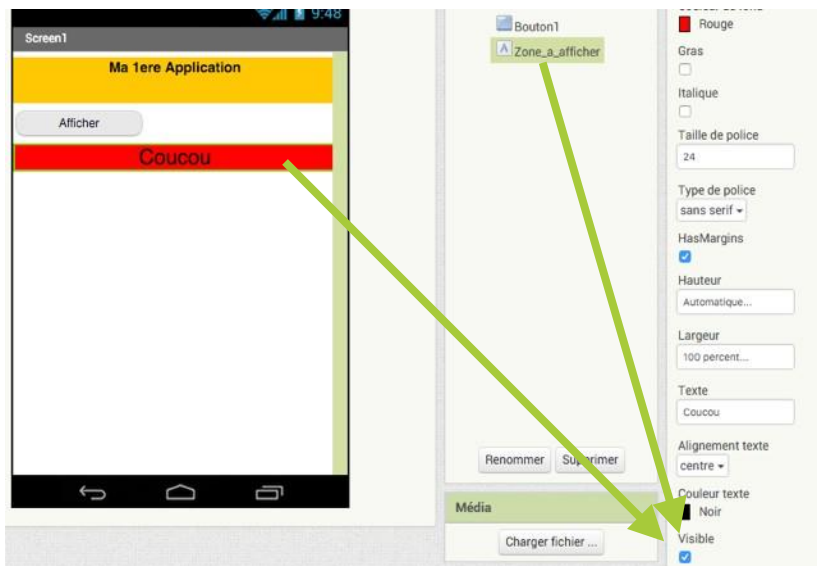 9:48
Screen1
Ma 1ere Application
Afficher
Coucou
Bouton1
Zone_a_afficher
Renommer Supprimer
Média
Charger fichier ...
Rouge
Gras
Italique
Taille de police
24
Type de police
sans serif
HasMargins
Hauteur
Automatique...
Largeur
100 percent...
Texte
Coucou
Alignement texte
centre
Couleur texte
Noir
Visible